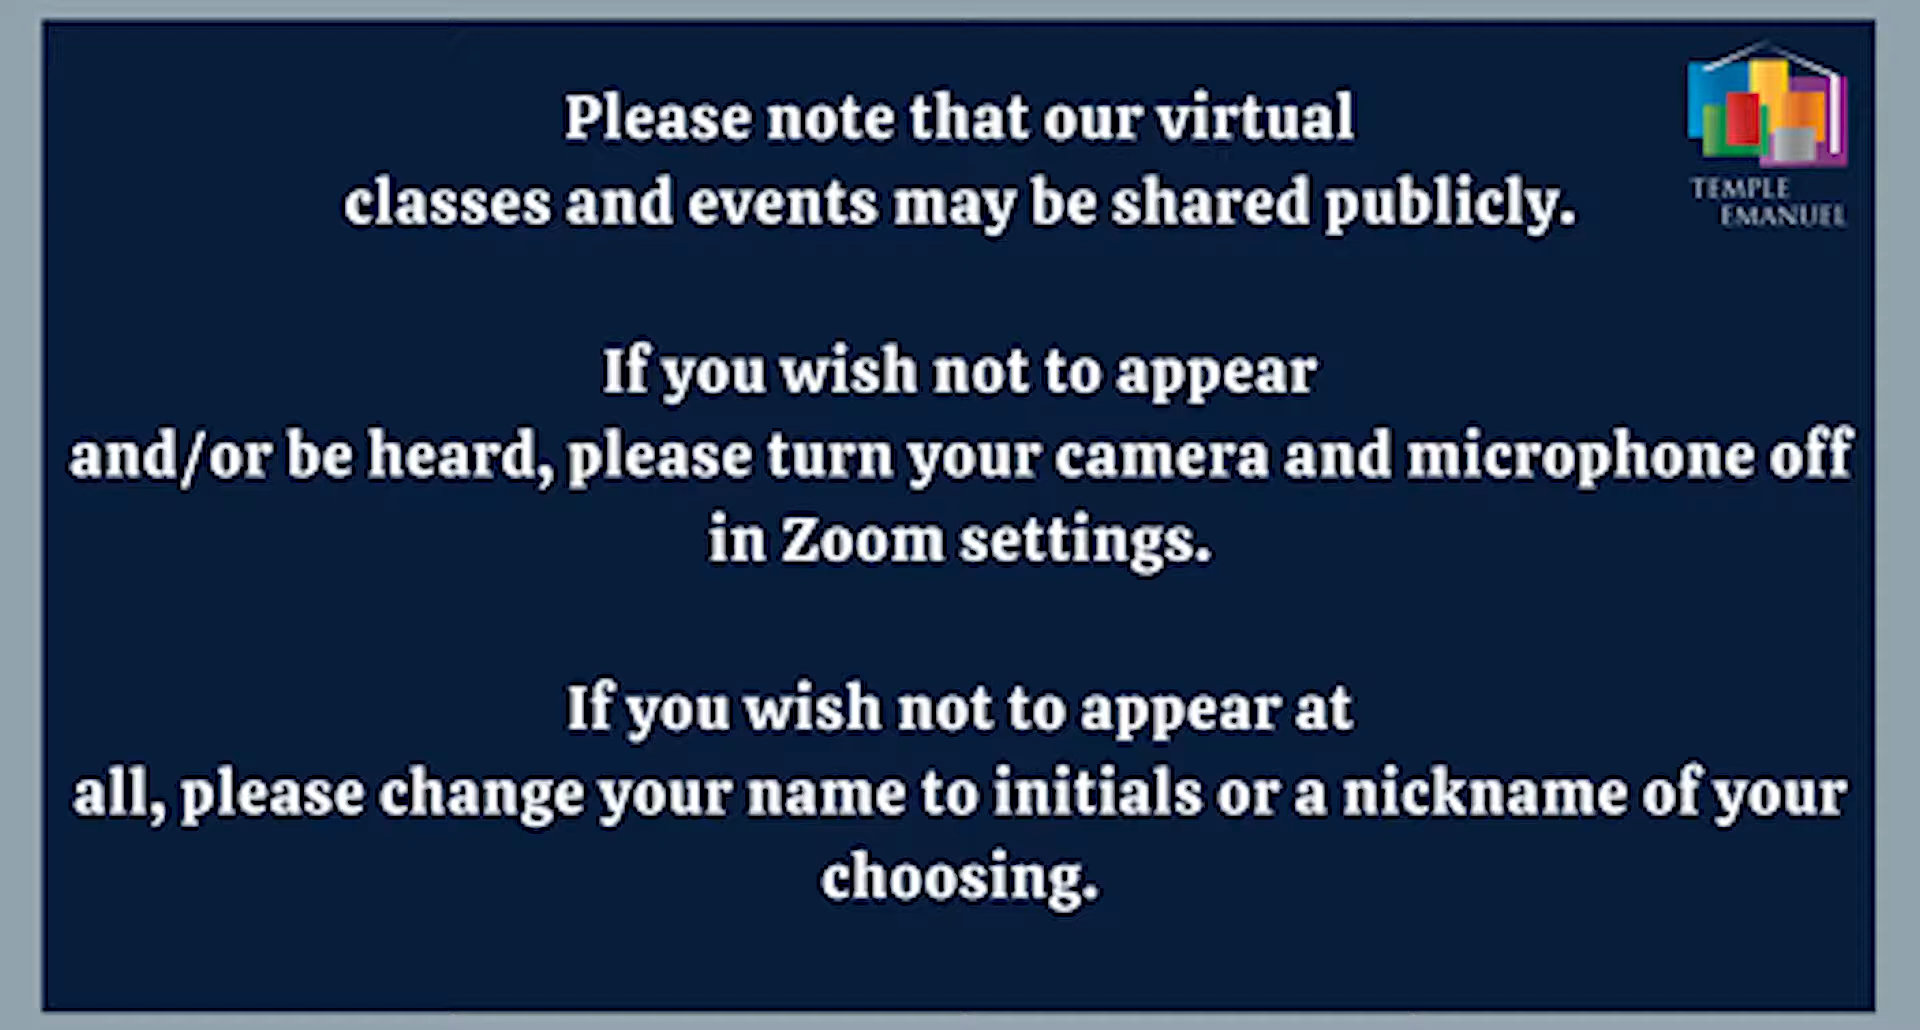 Please note that our virtual
classes and events may be shared publicly.
TEMPLE
EMANUEL
If you wish not to appear
and/or be heard, please turn your camera and microphone off
in Zoom settings.
If you wish not to appear at
all, please change your name to initials or a nickname of your
choosing.